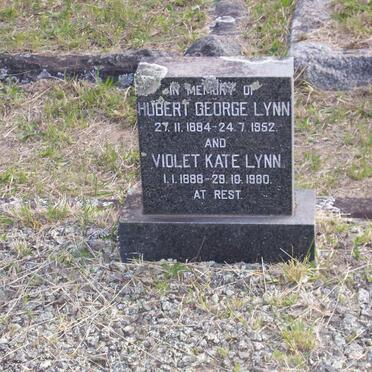 IN MEMORY OF
HUBERT GEORGE LYNN
27. 11. 1884 - 24. 7. 1952.
AND
VIOLET KATE LYNN
1. 1. 1888 - 29. 10. 1980.
AT REST.